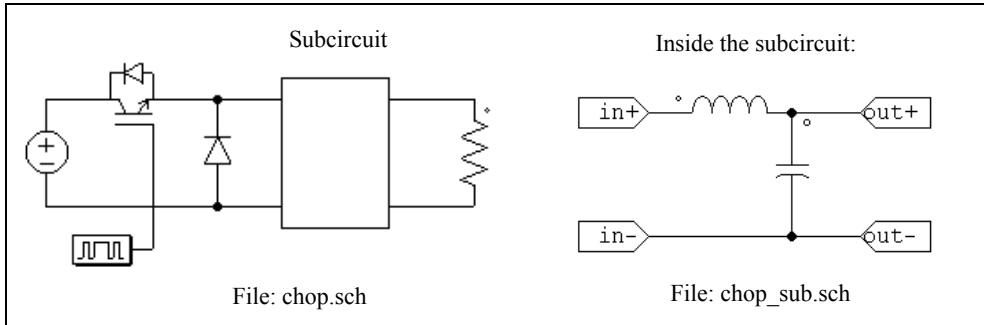 Subcircuit
File: chop.sch
Inside the subcircuit:
in+
out+
in-
out-
File: chop_sub.sch